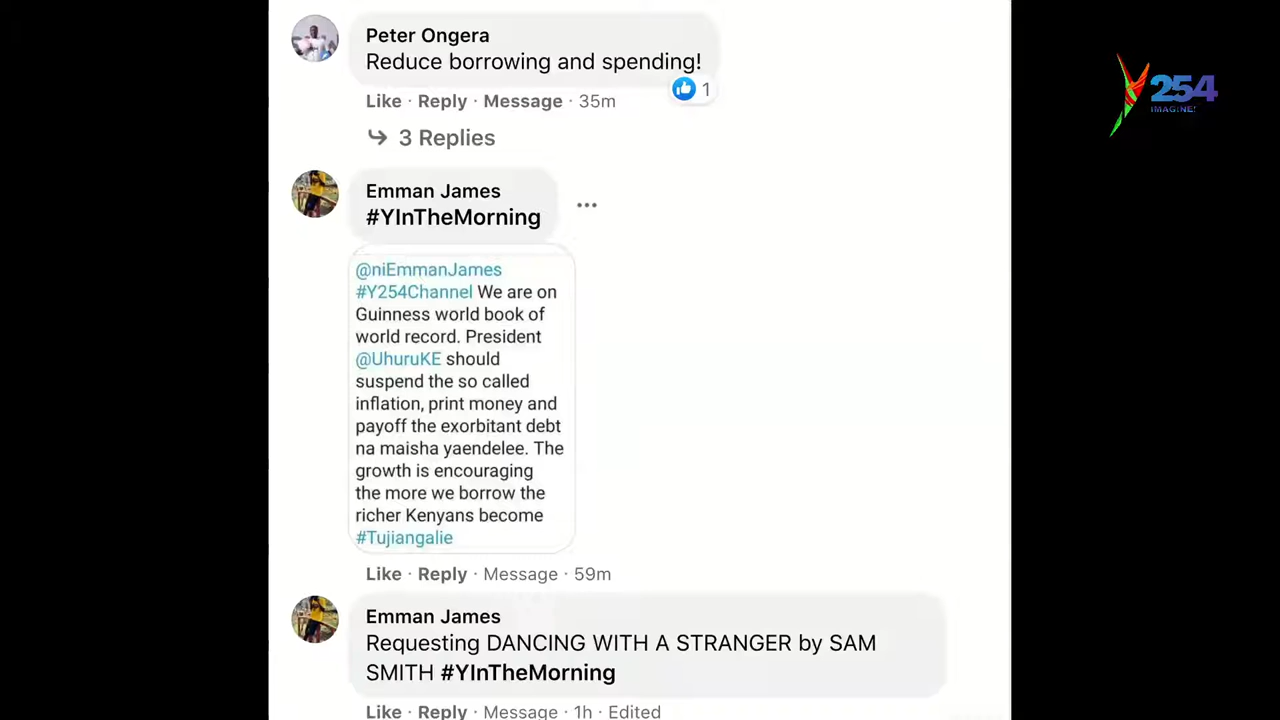 Peter Ongera
Reduce borrowing and spending!
1
Like · Reply · Message · 35m
3 Replies
Emman James
#YInTheMorning
@niEmmanJames
#Y254Channel We are on
Guinness world book of
world record. President
@UhuruKE should
suspend the so called
inflation, print money and
payoff the exorbitant debt
na maisha yaendelee. The
growth is encouraging
the more we borrow the
richer Kenyans become
#Tujiangalie
Like · Reply · Message · 59m
Emman James
Requesting DANCING WITH A STRANGER by SAM
SMITH #YInTheMorning
Like · Reply · Message · 1h · Edited
Y254
IMAGINE!